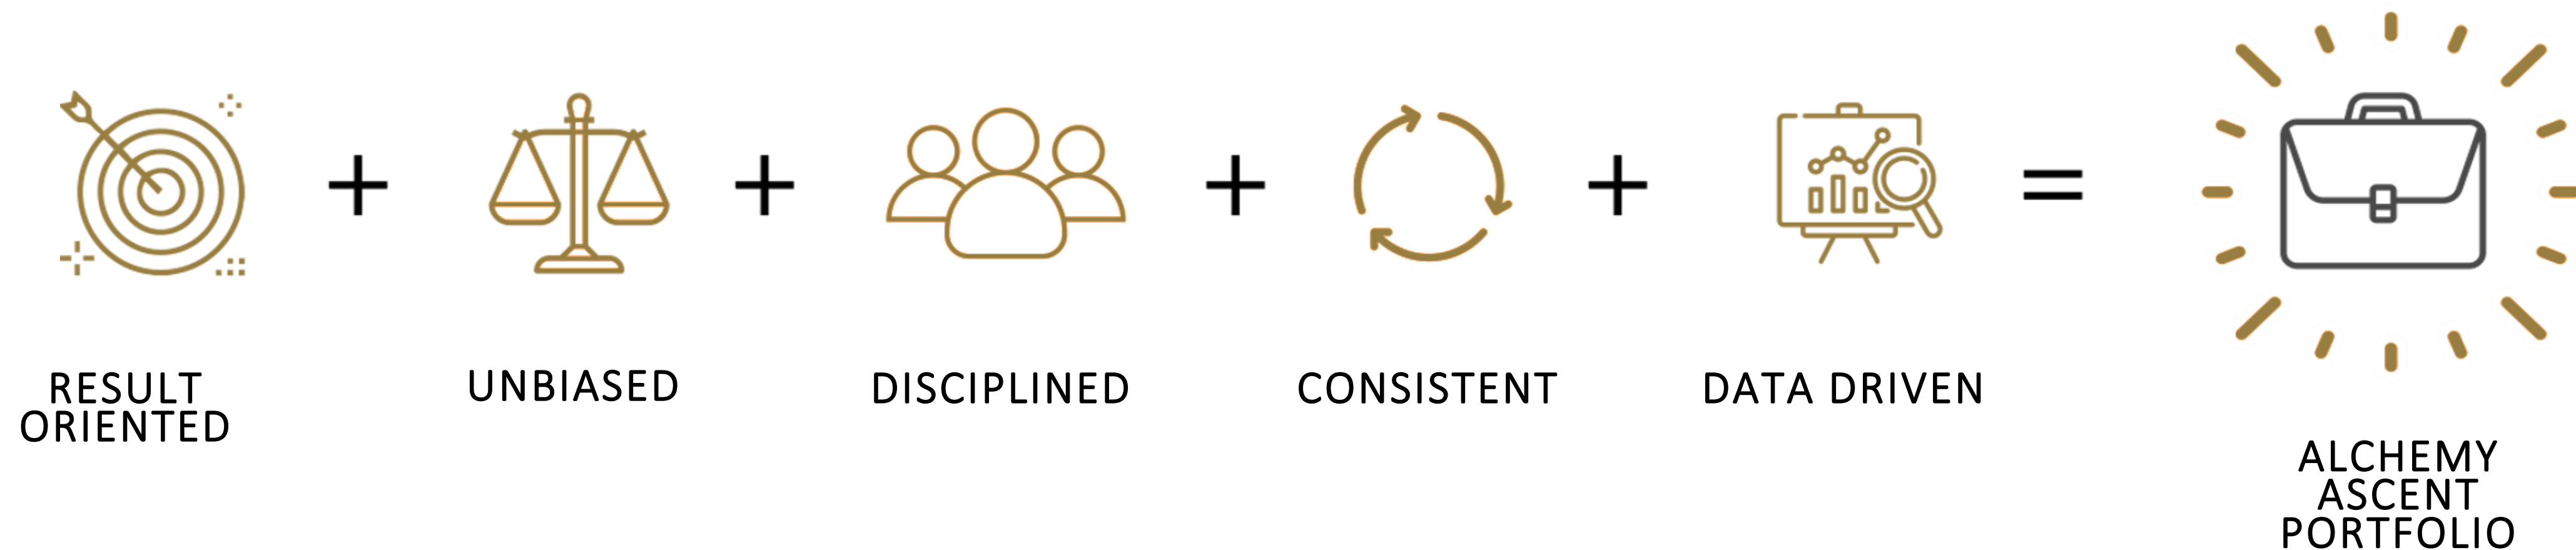 RESULT
ORIENTED
+
UNBIASED
+
DISCIPLINED
+
CONSISTENT
+
DATA DRIVEN
=
ALCHEMY
ASCENT
PORTFOLIO